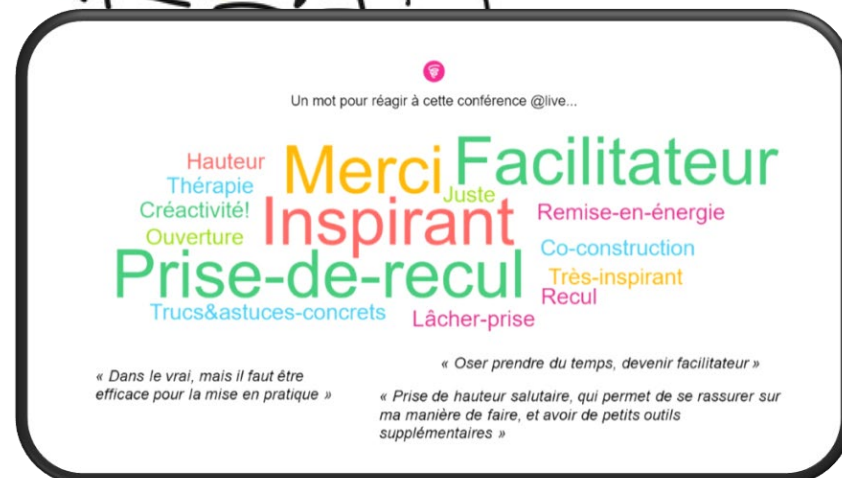 Un mot pour réagir à cette conférence @live...
Hauteur
Merci
Facilitateur
Thérapie
Juste
Créactivité!
Inspirant
Remise-en-énergie
Ouverture
Co-construction
Prise-de-recul
Très-inspirant
Recul
Trucs&astuces-concrets
Lâcher-prise
« Oser prendre du temps, devenir facilitateur »
« Dans le vrai, mais il faut être
efficace pour la mise en pratique »
« Prise de hauteur salutaire, qui permet de se rassurer sur
ma manière de faire, et avoir de petits outils
supplémentaires »